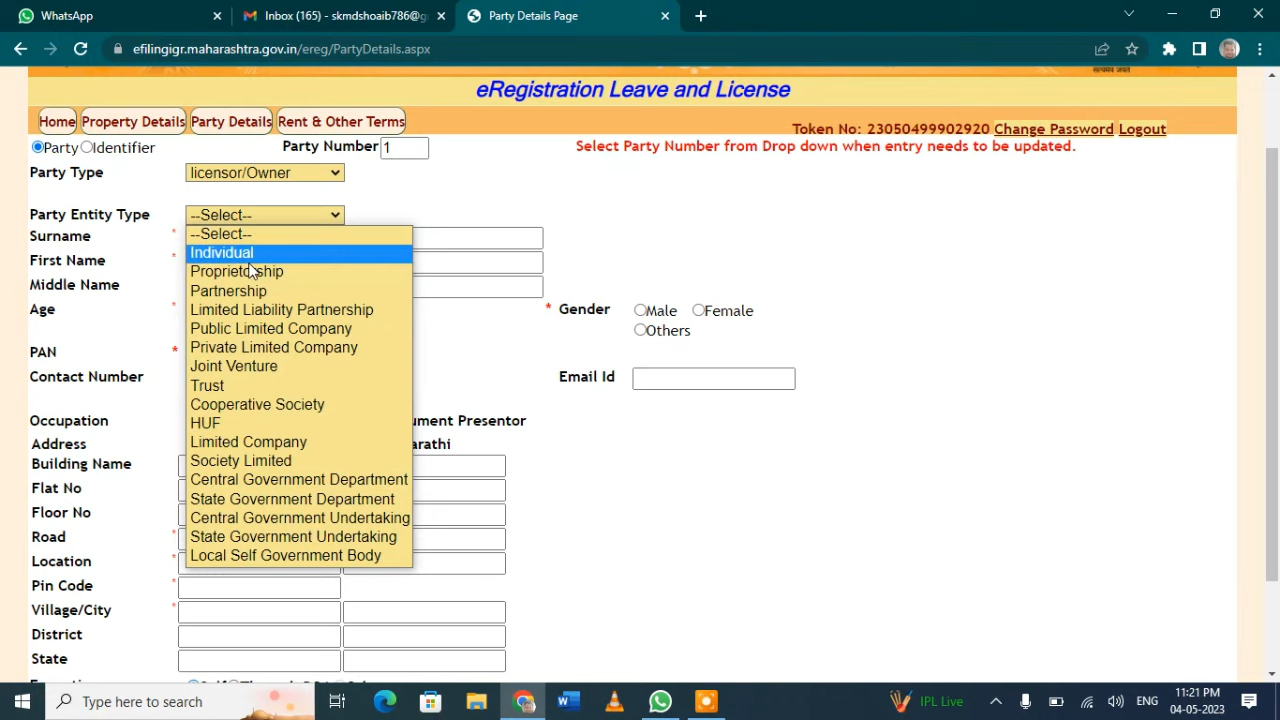 WhatsApp
Inbox (165) - skmdshoaib786@g
Party Details Page
efilingigr.maharashtra.gov.in/ereg/PartyDetails.aspx
सत्यमेव जयते
eRegistration Leave and License
Home Property Details Party Details Rent & Other Terms
Token No: 23050499902920 Change Password Logout
Party Identifier Party Number 1
Select Party Number from Drop down when entry needs to be updated.
Party Type licensor/Owner
Party Entity Type --Select--
--Select--
Surname *
Individual
First Name *
Proprietorship
Middle Name
Partnership
Age * Limited Liability Partnership * Gender Male Female
Public Limited Company Others
PAN * Private Limited Company
Joint Venture
Contact Number Email Id
Trust
Cooperative Society
Occupation HUF ument Presentor
Address Limited Company arathi
Building Name Society Limited
Central Government Department
Flat No
State Government Department
Floor No Central Government Undertaking
Road * State Government Undertaking
Location * Local Self Government Body
Pin Code *
Village/City *
District
State
Type here to search
IPL Live
ENG
11:21 PM
04-05-2023